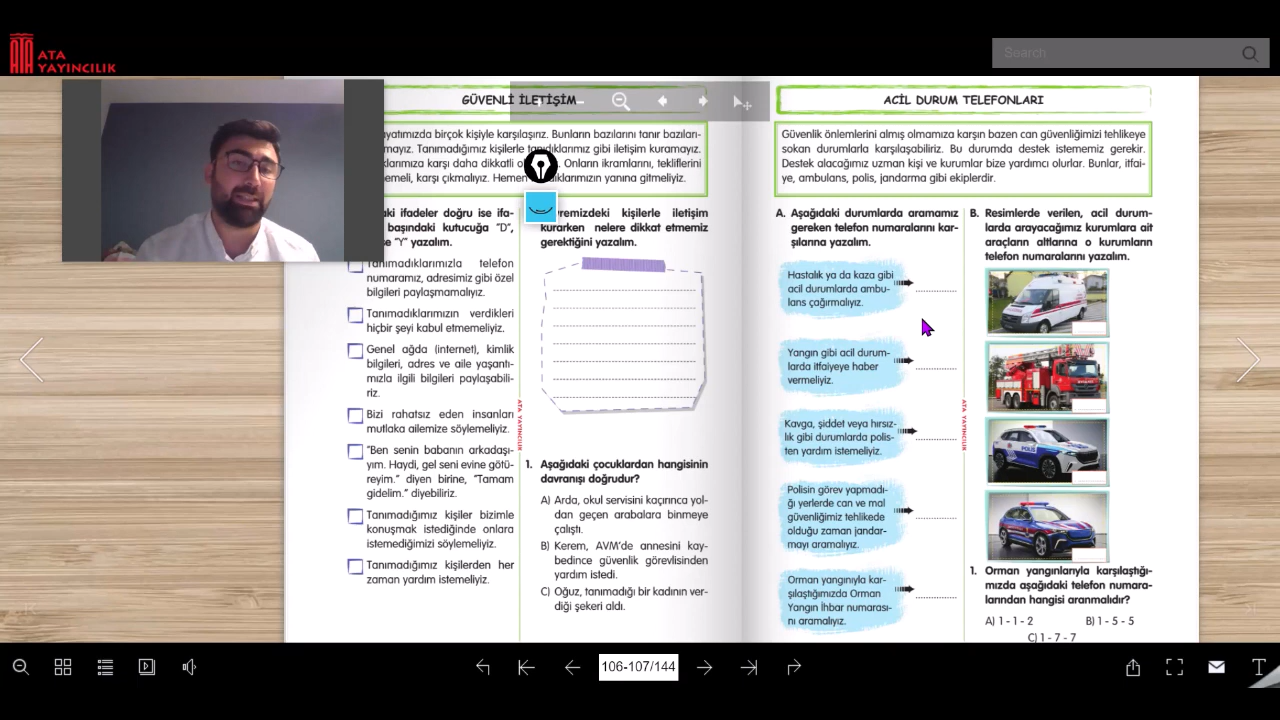 ATA
YAYINCILIK
Search
GÜVENLİ İLETİŞİM
yatımızda birçok kişiyle karşılaşırız. Bunların bazılarını tanır bazıları-
mayız. Tanımadığımız kişilerle tanıdıklarımız gibi iletişim kuramayız.
klarımıza karşı daha dikkatli Onların ikramlarını, tekliflerini
memeli, karşı çıkmalıyız. Hemen dıklarımızın yanına gitmeliyiz.
aki ifadeler doğru ise ifa-
başındaki kutucuğa "D",
se "Y" yazalım.
Tanımadıklarımızla telefon
numaramız, adresimiz gibi özel
bilgileri paylaşmamalıyız.
Tanımadıklarımızın verdikleri
hiçbir şeyi kabul etmemeliyiz.
Genel ağda (internet), kimlik
bilgileri, adres ve aile yaşantı-
mızla ilgili bilgileri paylaşabili-
riz.
Bizi rahatsız eden insanları
mutlaka ailemize söylemeliyiz.
"Ben senin babanın arkadaşı-
yım. Haydi, gel seni evine götü-
reyim." diyen birine, "Tamam
gidelim." diyebiliriz.
Tanımadığımız kişiler bizimle
konuşmak istediğinde onlara
istemediğimizi söylemeliyiz.
Tanımadığımız kişilerden her
zaman yardım istemeliyiz.
vremizdeki kişilerle iletişim
kurarken nelere dikkat etmemiz
gerektiğini yazalım.
1. Aşağıdaki çocuklardan hangisinin
davranışı doğrudur?
A) Arda, okul servisini kaçırınca yol-
dan geçen arabalara binmeye
çalıştı.
B) Kerem, AVM'de annesini kay-
bedince güvenlik görevlisinden
yardım istedi.
C) Oğuz, tanımadığı bir kadının ver-
diği şekeri aldı.
ATA YAYINCILIK
ACİL DURUM TELEFONLARI
Güvenlik önlemlerini almış olmamıza karşın bazen can güvenliğimizi tehlikeye
sokan durumlarla karşılaşabiliriz. Bu durumda destek istememiz gerekir.
Destek alacağımız uzman kişi ve kurumlar bize yardımcı olurlar. Bunlar, itfai-
ye, ambulans, polis, jandarma gibi ekiplerdir.
A. Aşağıdaki durumlarda aramamız
gereken telefon numaralarını kar-
şılarına yazalım.
Hastalık ya da kaza gibi
acil durumlarda ambu-
lans çağırmalıyız.
Yangın gibi acil durum-
larda itfaiyeye haber
vermeliyiz.
Kavga, şiddet veya hırsız-
lık gibi durumlarda polis-
ten yardım istemeliyiz.
Polisin görev yapmadı-
ğı yerlerde can ve mal
güvenliğimiz tehlikede
olduğu zaman jandar-
mayı aramalıyız.
Orman yangınıyla kar-
şılaştığımızda Orman
Yangın İhbar numarası-
nı aramalıyız.
ATA YAYINCILIK
B. Resimlerde verilen, acil durum-
larda arayacağımız kurumlara ait
araçların altlarına o kurumların
telefon numaralarını yazalım.
POLİS
1. Orman yangınlarıyla karşılaştığı-
mızda aşağıdaki telefon numara-
larından hangisi aranmalıdır?
A) 1 - 1 - 2 B) 1 - 5 - 5
C) 1 - 7 - 7
106-107/144